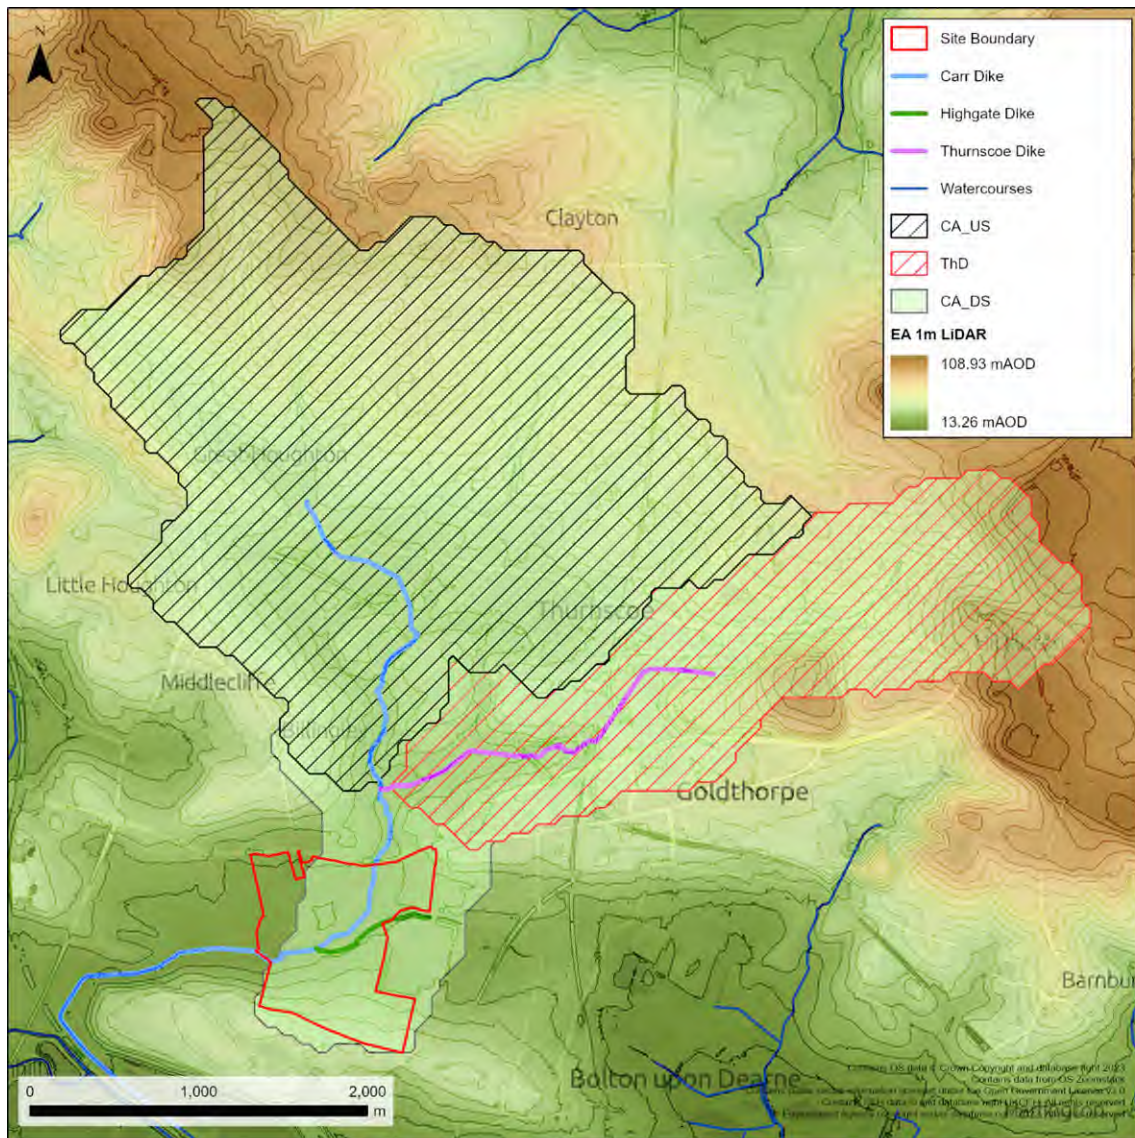 N
Site Boundary
Carr Dike
Highgate Dike
Thurnscoe Dike
Watercourses
CA_US
ThD
CA_DS
EA 1m LiDAR
108.93 mAOD
13.26 mAOD
Clayton
Great Houghton
Little Houghton
Thurnscoe
Middlecliffe
Billingley
Goldthorpe
Barnbur
Bolton upon Dearne
0 1,000 2,000
m
Contains OS data © Crown Copyright and database right 2023
Contains data from OS Zoomstack